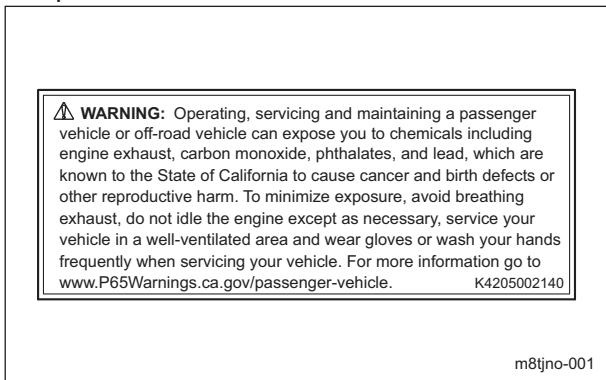 ⚠ WARNING: Operating, servicing and maintaining a passenger
vehicle or off-road vehicle can expose you to chemicals including
engine exhaust, carbon monoxide, phthalates, and lead, which are
known to the State of California to cause cancer and birth defects or
other reproductive harm. To minimize exposure, avoid breathing
exhaust, do not idle the engine except as necessary, service your
vehicle in a well-ventilated area and wear gloves or wash your hands
frequently when servicing your vehicle. For more information go to
www.P65Warnings.ca.gov/passenger-vehicle. K4205002140
m8tjno-001